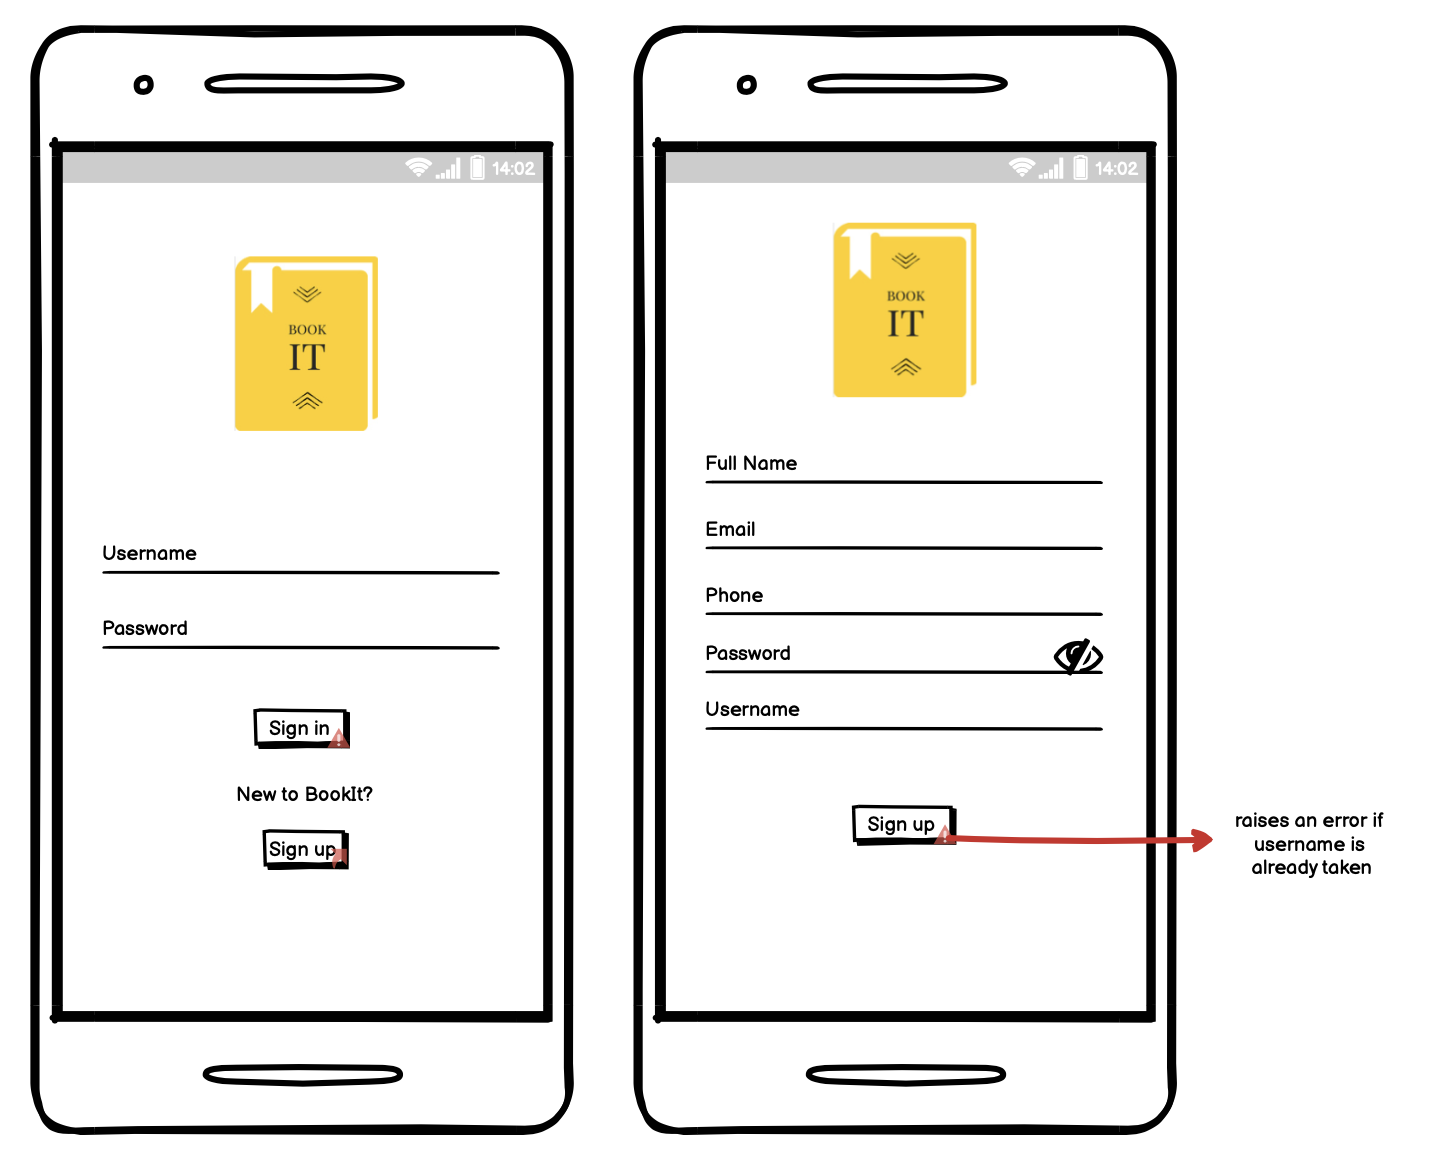 14:02
BOOK
IT
Username
Password
Sign in
New to BookIt?
Sign up
14:02
BOOK
IT
Full Name
Email
Phone
Password
Username
Sign up
raises an error if
username is
already taken